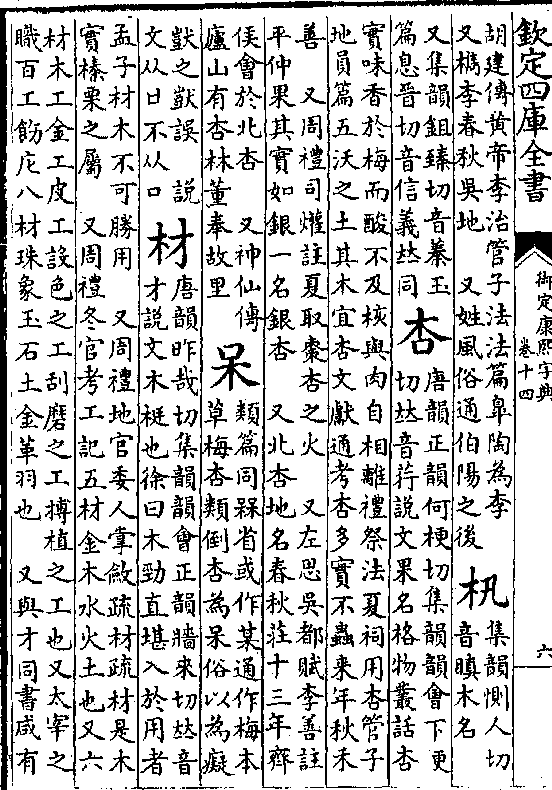 欽定四庫全書
御定康熙字典
卷十四
六
胡建傳黃帝李治管子法法篇皐陶為李
又檇李春秋吳地　又姓風俗通伯陽之後
朳
集韻惻人切
音瞋木名
又集韻鉏臻切音蓁玉
篇息晉切音信義𠀤同
杏
唐韻正韻何梗切集韻韻會下更
切𠀤音荇說文果名格物叢話杏
實味香於梅而酸不及核與肉自相離禮祭法夏祠用杏管子
地員篇五沃之土其木宜杏文獻通考杏多實不蟲來年秋禾
善　又周禮司爟註夏取棗杏之火　又左思吳都賦李善註
平仲果其實如銀一名銀杏　又北杏地名春秋莊十三年齊
侯會於北杏　又神仙傳
廬山有杏林董奉故里
呆
類篇同槑省或作某通作梅本
草梅杏類倒杏為呆俗以為癡
獃之獃誤　說
文从口不从口
材
唐韻昨哉切集韻韻會正韻牆來切𠀤音
才說文木梃也徐曰木勁直堪入於用者
孟子材木不可勝用　又周禮地官委人掌斂疏材疏材是木
實榛栗之屬　又周禮冬官考工記五材金木水火土也又六
材木工金工皮工設色之工刮磨之工搏植之工也又太宰之
職百工飭庀八材珠象玉石土金革羽也　又與才同書咸有